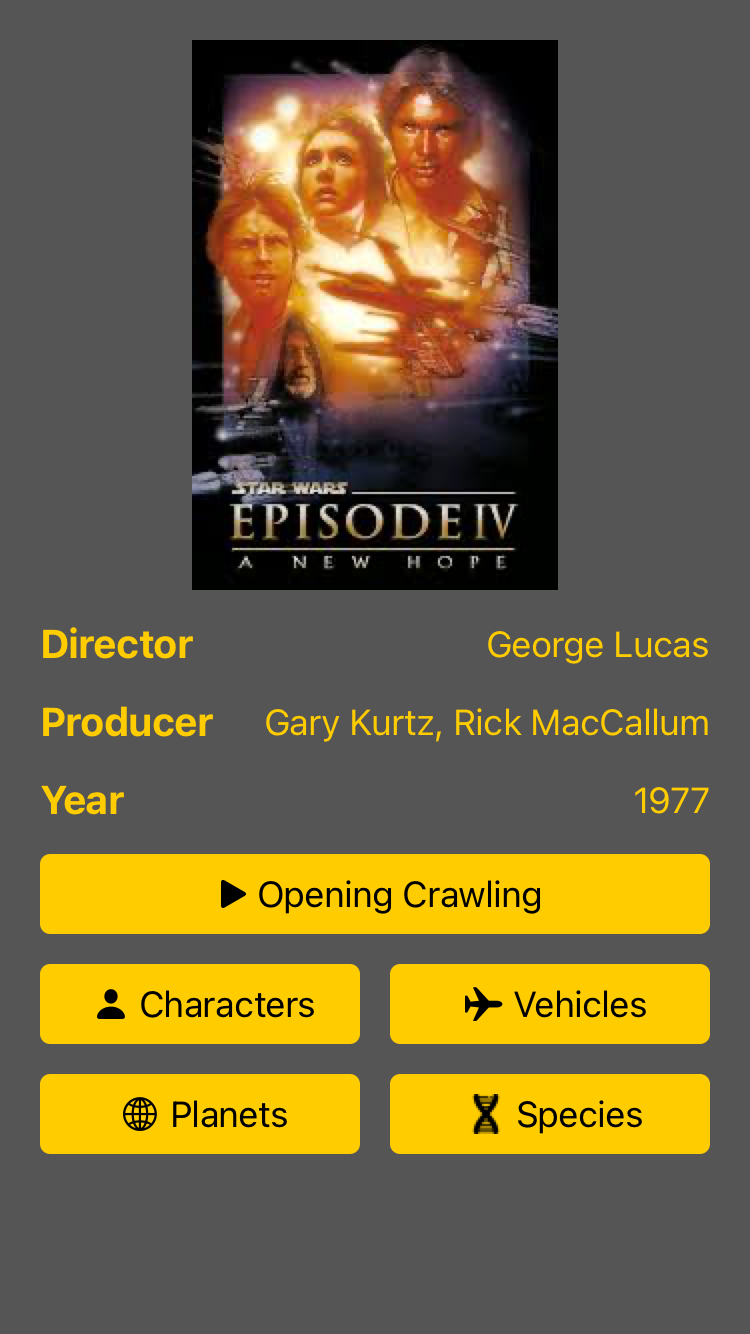 STAR WARS
EPISODE IV
A NEW HOPE
Director George Lucas
Producer Gary Kurtz, Rick MacCallum
Year 1977
Opening Crawling
Characters Vehicles
Planets Species